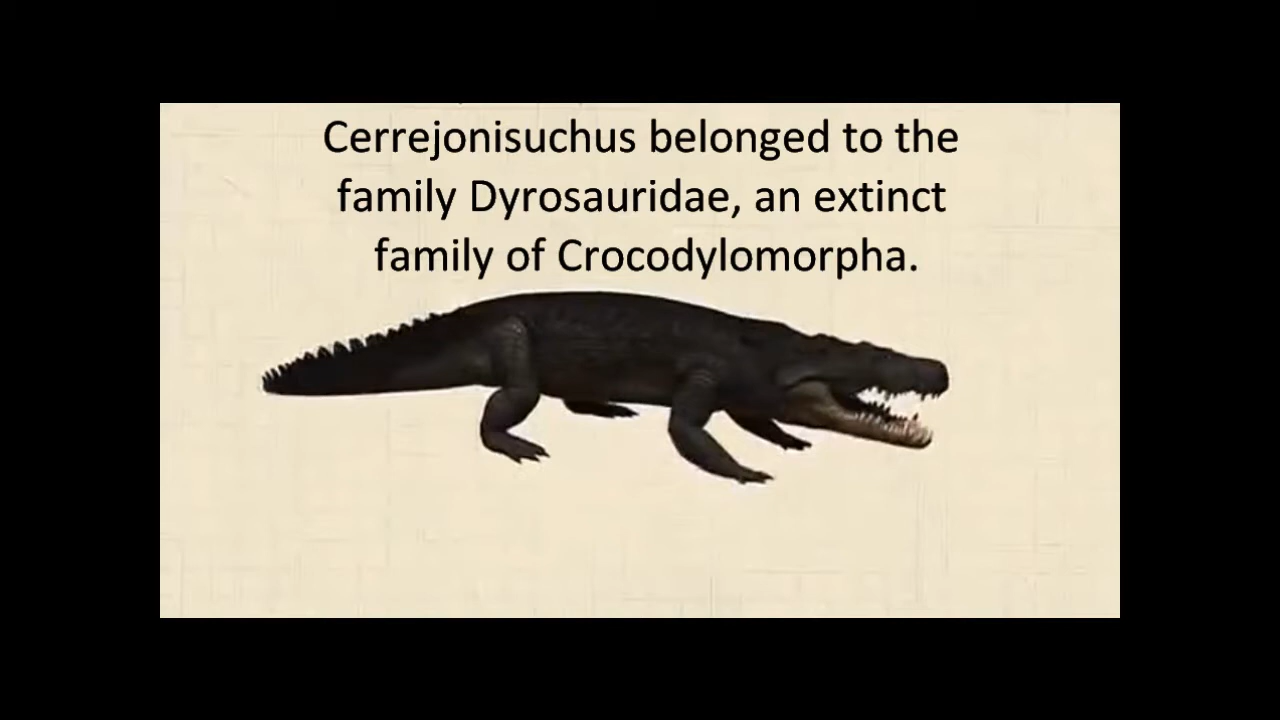 Cerrejonisuchus belonged to the
family Dyrosauridae, an extinct
family of Crocodylomorpha.